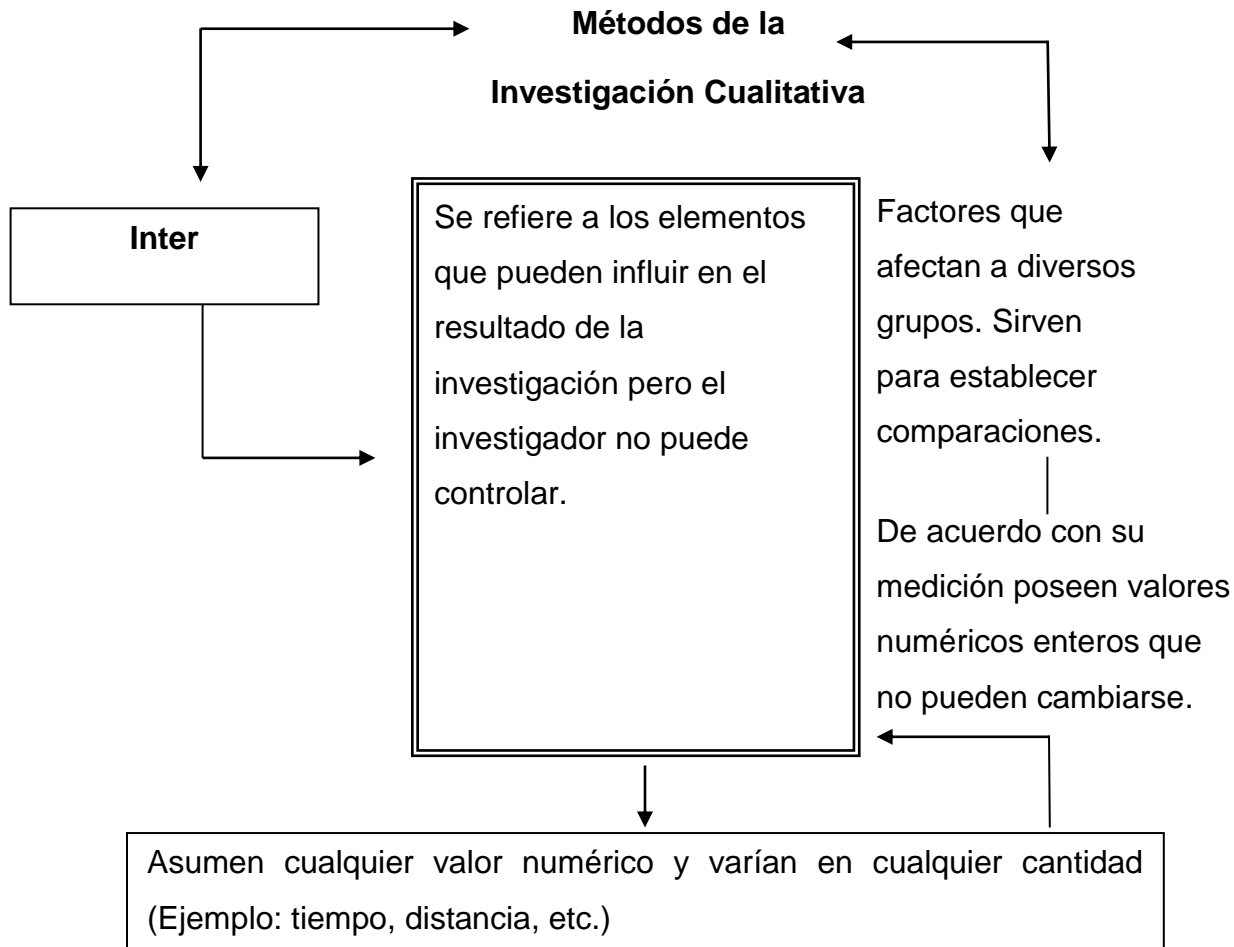 Métodos de la
Investigación Cualitativa
Inter
Se refiere a los elementos
que pueden influir en el
resultado de la
investigación pero el
investigador no puede
controlar.
Factores que
afectan a diversos
grupos. Sirven
para establecer
comparaciones.
De acuerdo con su
medición poseen valores
numéricos enteros que
no pueden cambiarse.
Asumen cualquier valor numérico y varían en cualquier cantidad
(Ejemplo: tiempo, distancia, etc.)